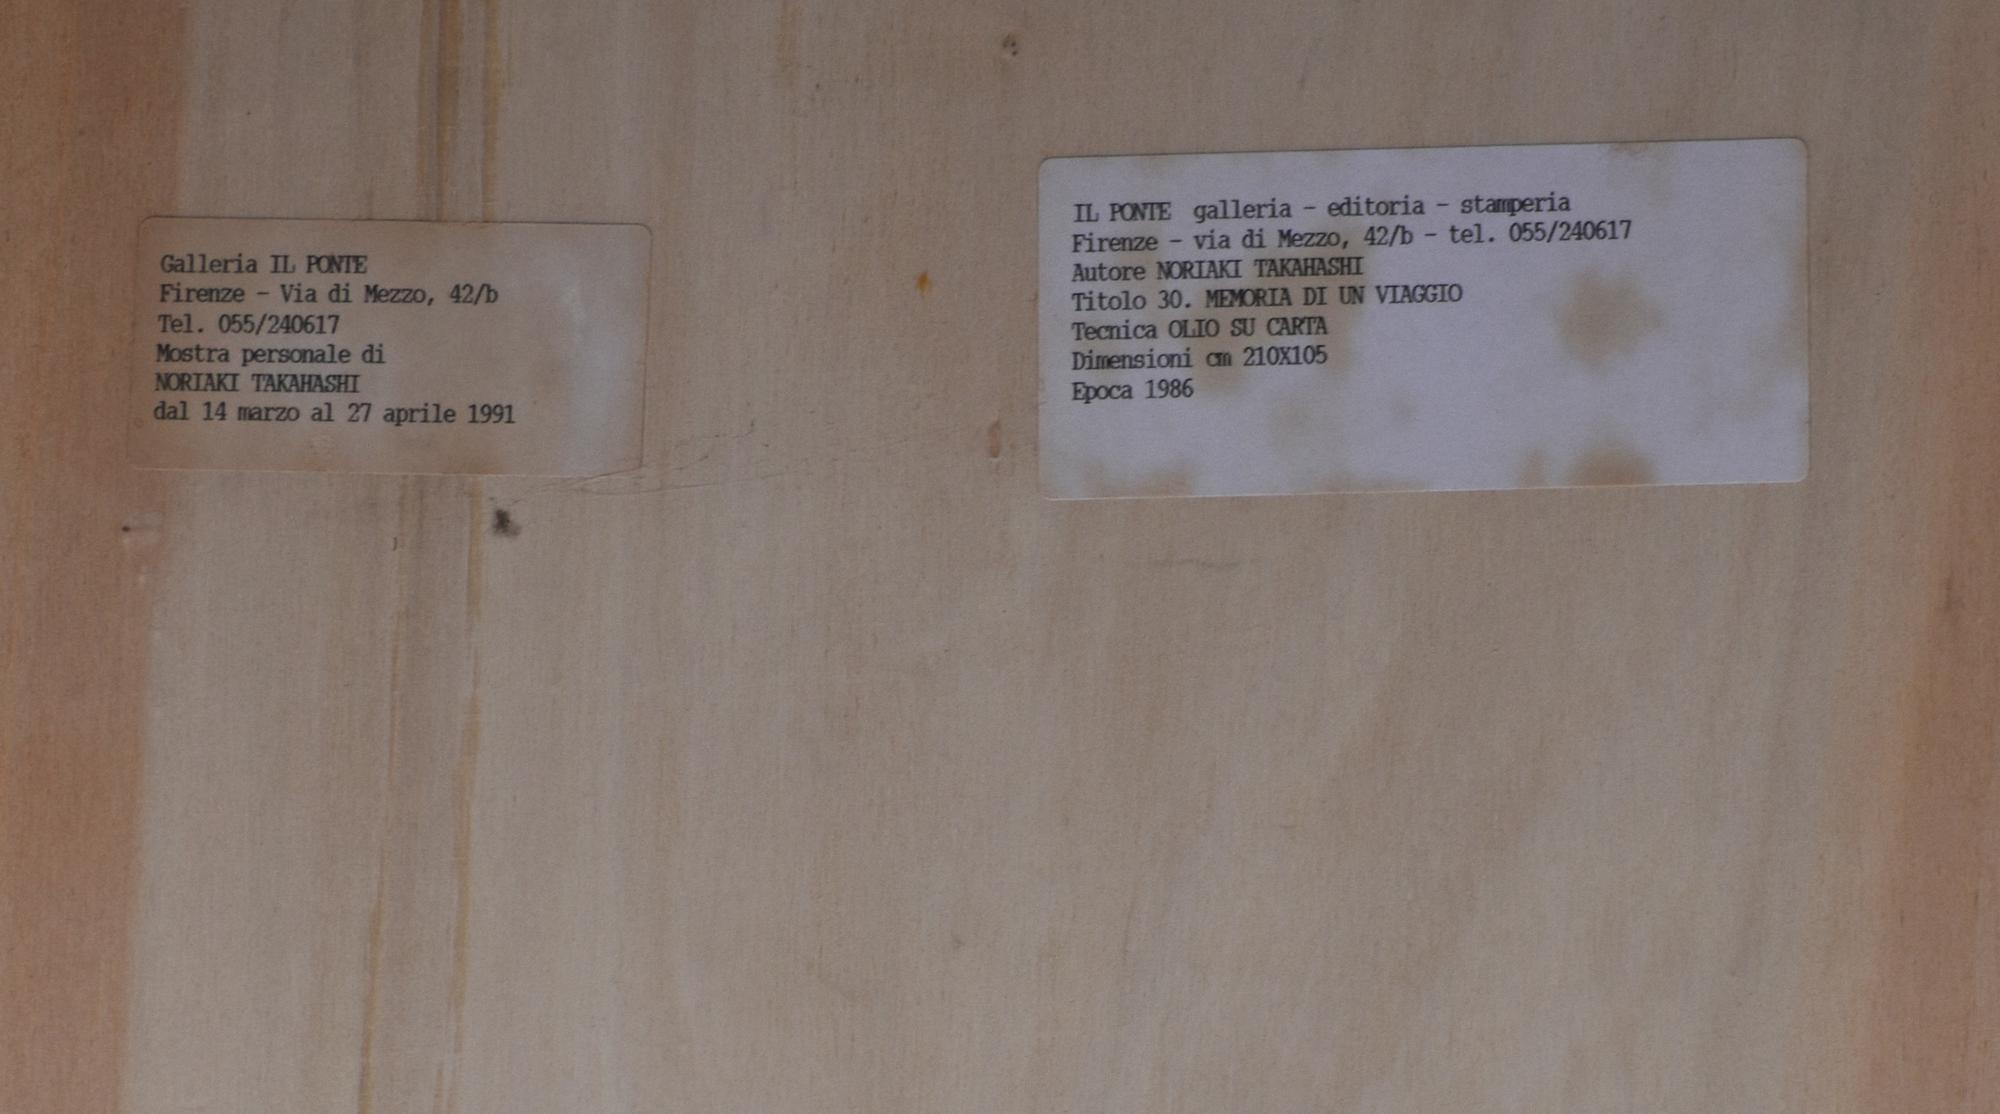 Galleria IL PONTE
Firenze - Via di Mezzo, 42/b
Tel. 055/240617
Mostra personale di
NORIAKI TAKAHASHI
dal 14 marzo al 27 aprile 1991
IL PONTE galleria - editoria - stamperia
Firenze - via di Mezzo, 42/b - tel. 055/240617
Autore NORIAKI TAKAHASHI
Titolo 30. MEMORIA DI UN VIAGGIO
Tecnica OLIO SU CARTA
Dimensioni cm 210X105
Epoca 1986